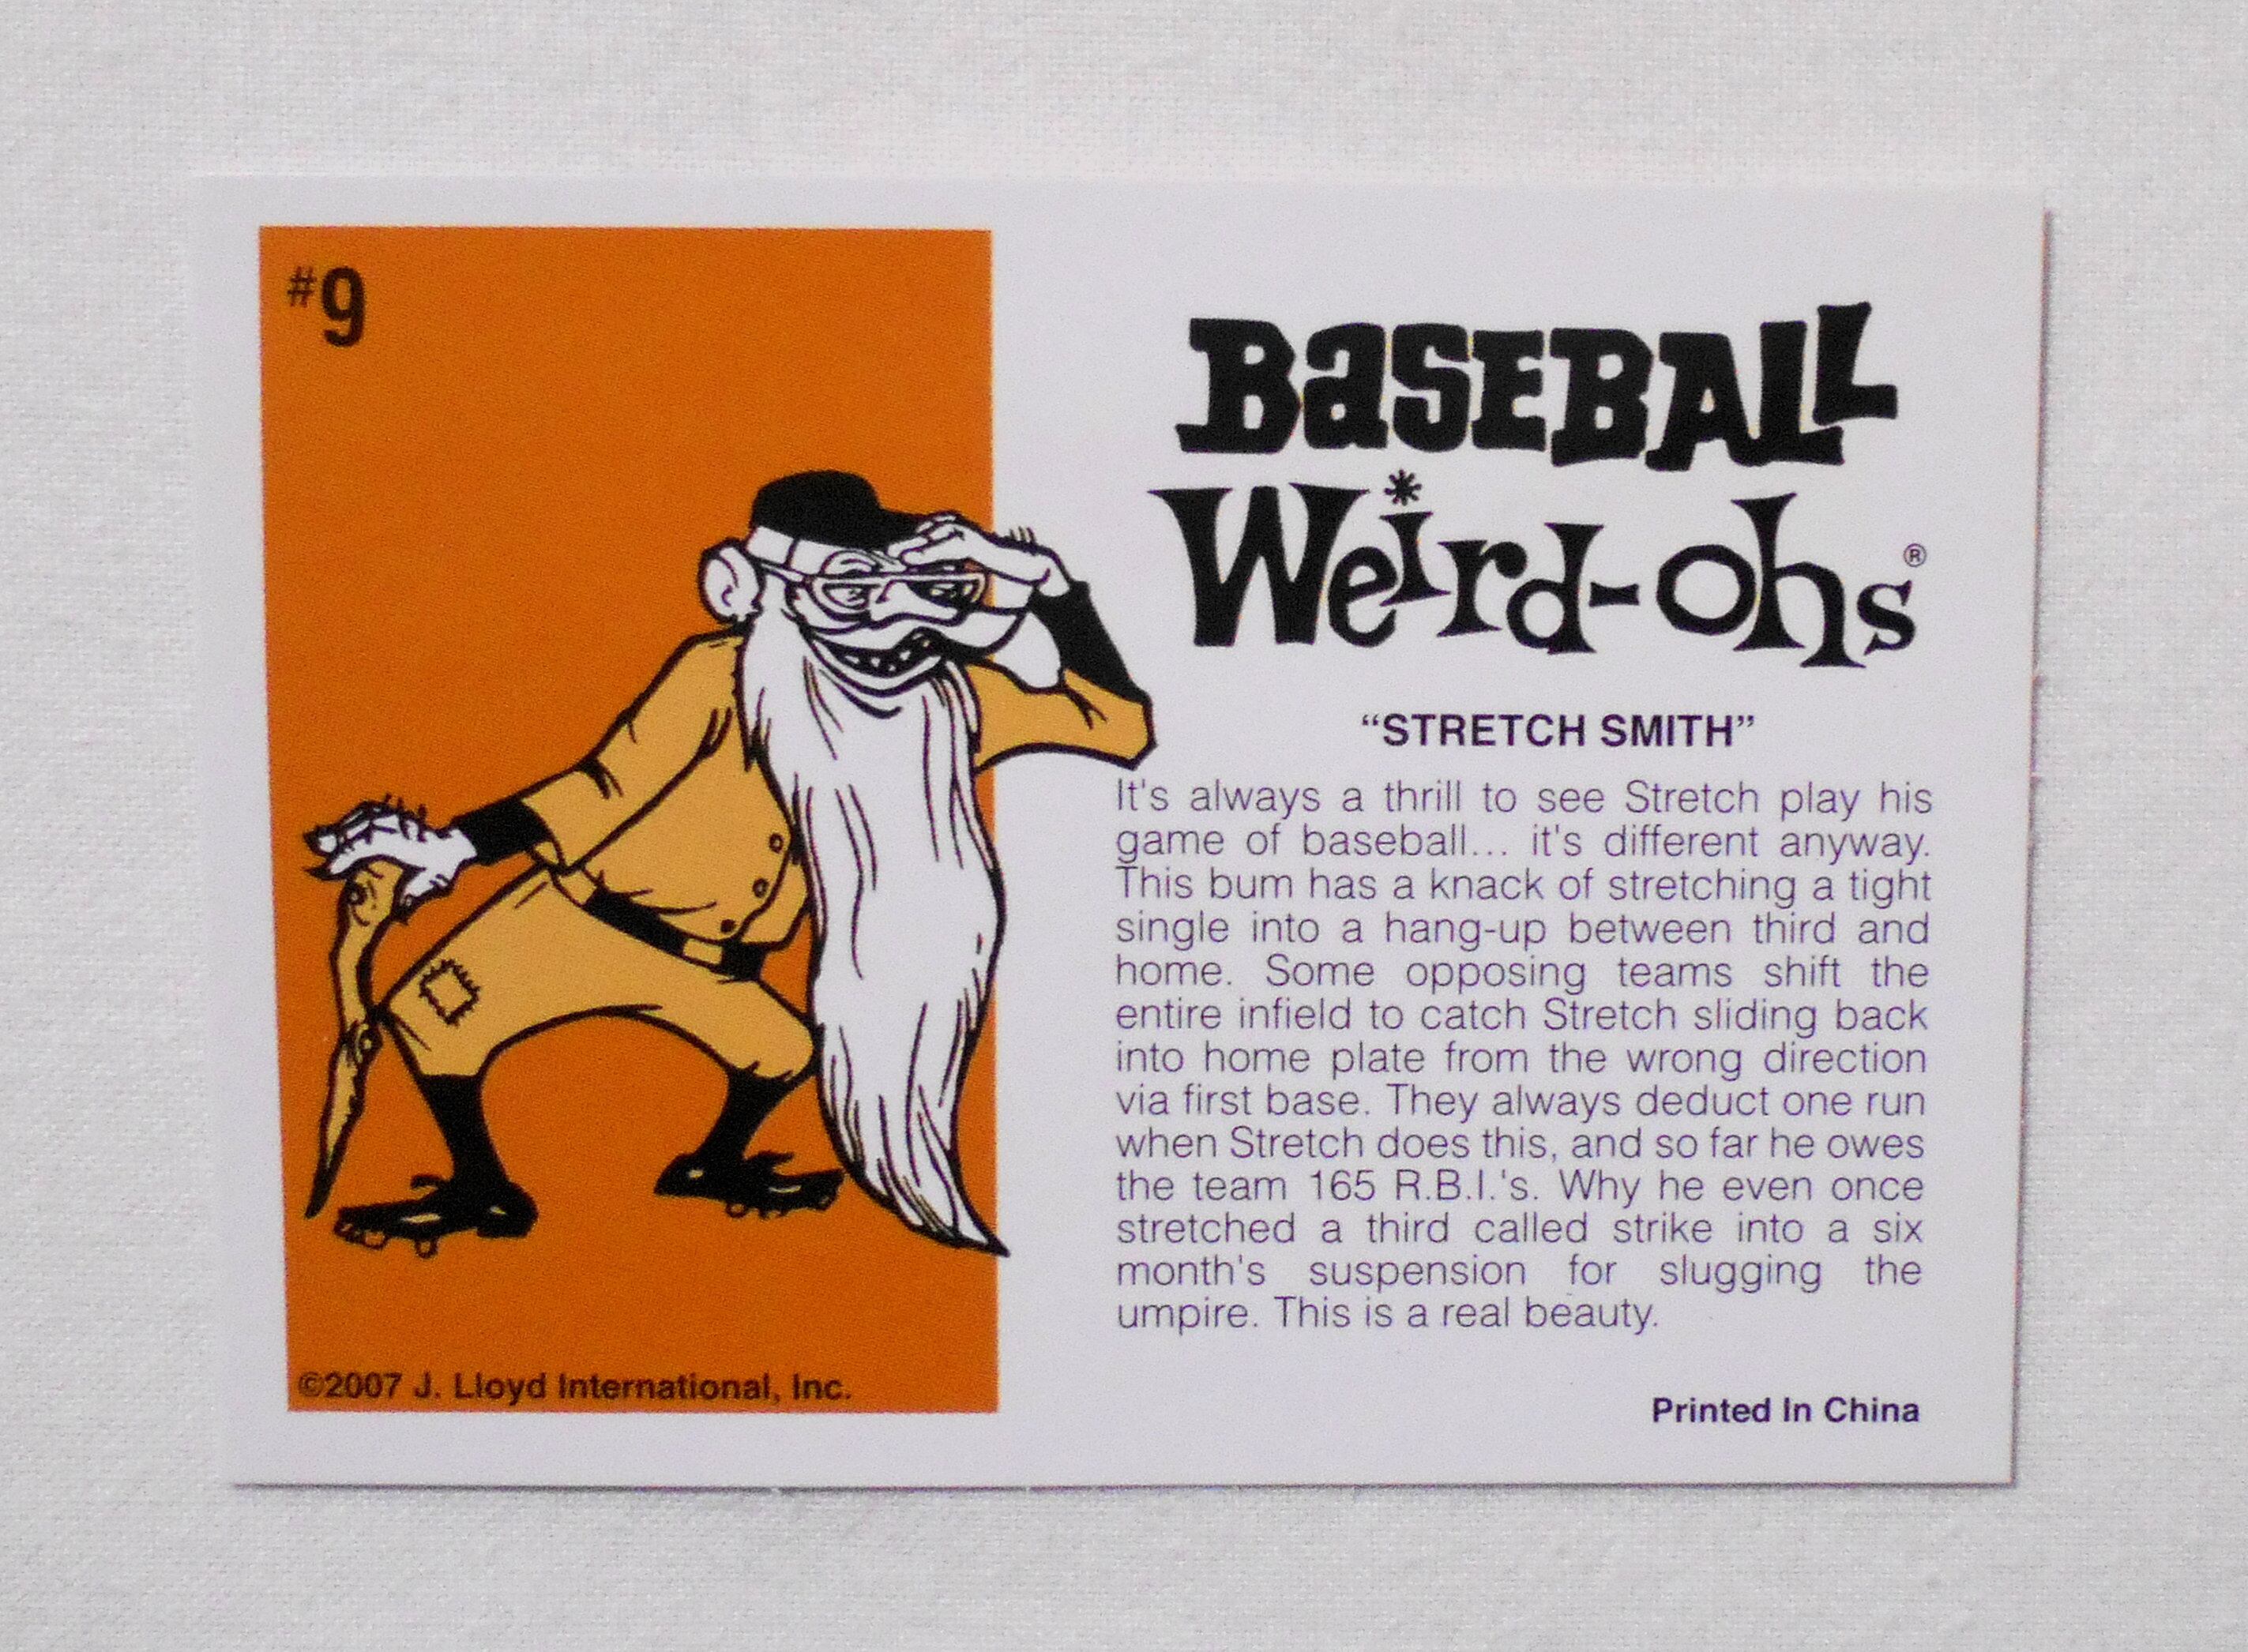 #9
BaSEBALL
Weird-ohs®
“STRETCH SMITH”
It's always a thrill to see Stretch play his
game of baseball... it's different anyway.
This bum has a knack of stretching a tight
single into a hang-up between third and
home. Some opposing teams shift the
entire infield to catch Stretch sliding back
into home plate from the wrong direction
via first base. They always deduct one run
when Stretch does this, and so far he owes
the team 165 R.B.I.'s. Why he even once
stretched a third called strike into a six
month's suspension for slugging the
umpire. This is a real beauty.
©2007 J. Lloyd International, Inc.
Printed In China